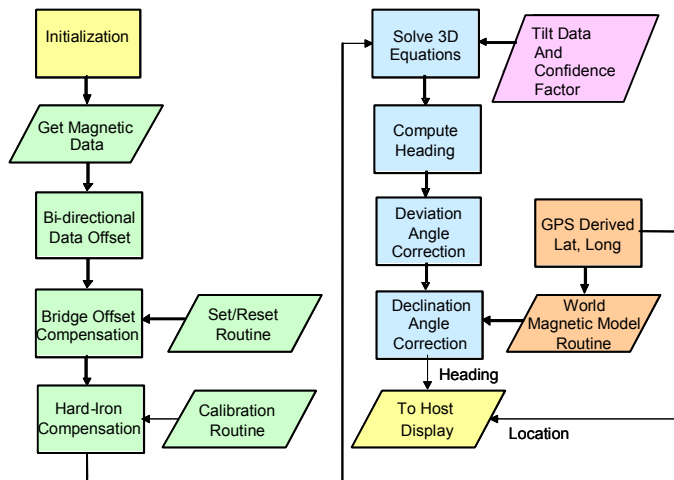 Initialization
Get Magnetic
Data
Bi-directional
Data Offset
Bridge Offset
Compensation
Set/Reset
Routine
Hard-Iron
Compensation
Calibration
Routine
Solve 3D
Equations
Tilt Data
And
Confidence
Factor
Compute
Heading
Deviation
Angle
Correction
GPS Derived
Lat, Long
Declination
Angle
Correction
World
Magnetic Model
Routine
Heading
To Host
Display
Location